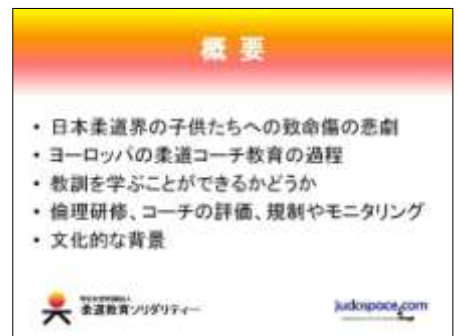 概 要
• 日本柔道界の子供たちへの致命傷の悲劇
• ヨーロッパの柔道コーチ教育の過程
• 教訓を学ぶことができるかどうか
• 倫理研修、コーチの評価、規制やモニタリング
• 文化的な背景
柔道教育ソリダリティー
judospace.com